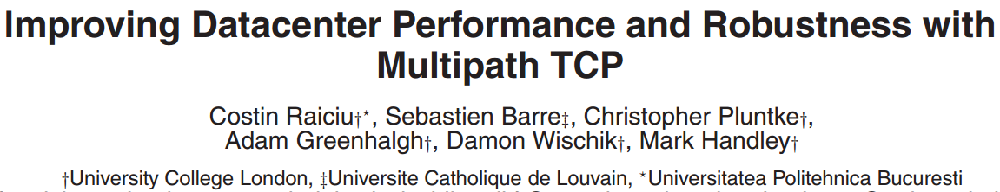 Improving Datacenter Performance and Robustness with
Multipath TCP
Costin Raiciu†⋆, Sebastien Barre‡, Christopher Pluntke†,
Adam Greenhalgh†, Damon Wischik†, Mark Handley†
†University College London, ‡Universite Catholique de Louvain, ⋆Universitatea Politehnica Bucuresti